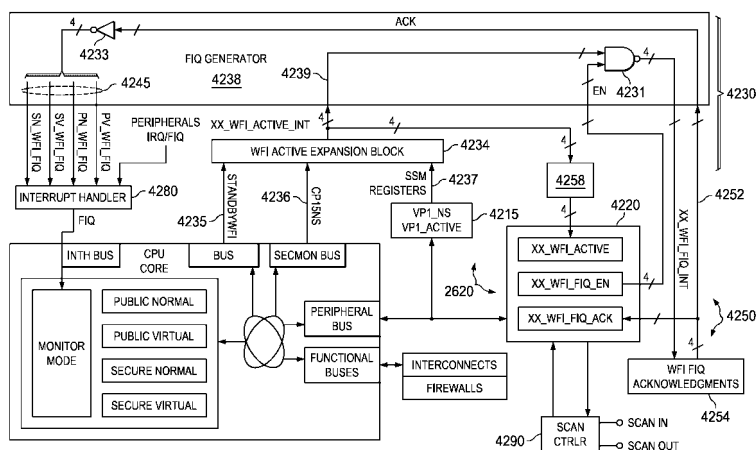 4
4233
ACK
FIQ GENERATOR
4238
4239
4
4231
EN
4245
4230
SN_WFI_FIQ
SV_WFI_FIQ
PN_WFI_FIQ
PV_WFI_FIQ
PERIPHERALS
IRQ/FIQ
XX_WFI_ACTIVE_INT
4
4
WFI ACTIVE EXPANSION BLOCK
4234
4
4258
4
INTERRUPT HANDLER
4280
FIQ
4235
STANDBYWFI
4236
CP15NS
SSM
REGISTERS
4237
VP1_NS
VP1_ACTIVE
4215
4220
4252
XX_WFI_FIQ_INT
INTH BUS
CPU
CORE
BUS
SECMON BUS
XX_WFI_ACTIVE
XX_WFI_FIQ_EN
4
XX_WFI_FIQ_ACK
2620
4250
MONITOR
MODE
PUBLIC NORMAL
PUBLIC VIRTUAL
SECURE NORMAL
SECURE VIRTUAL
PERIPHERAL
BUS
FUNCTIONAL
BUSES
INTERCONNECTS
FIREWALLS
4
WFI FIQ
ACKNOWLEDGMENTS
4254
4290
SCAN
CTRLR
SCAN IN
SCAN OUT